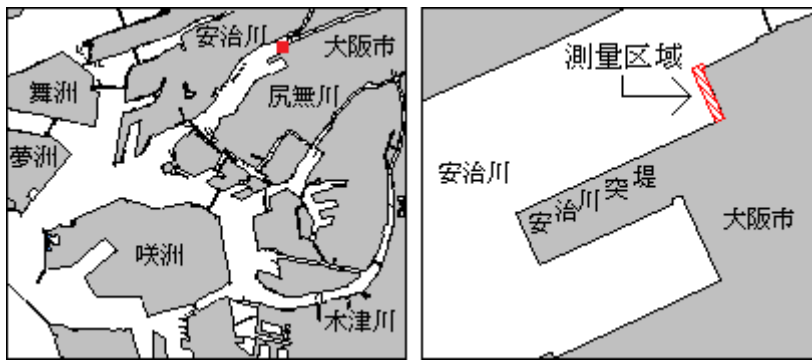 安治川
大阪市
舞洲
尻無川
夢洲
咲洲
木津川
測量区域
安治川
安治川突堤
大阪市